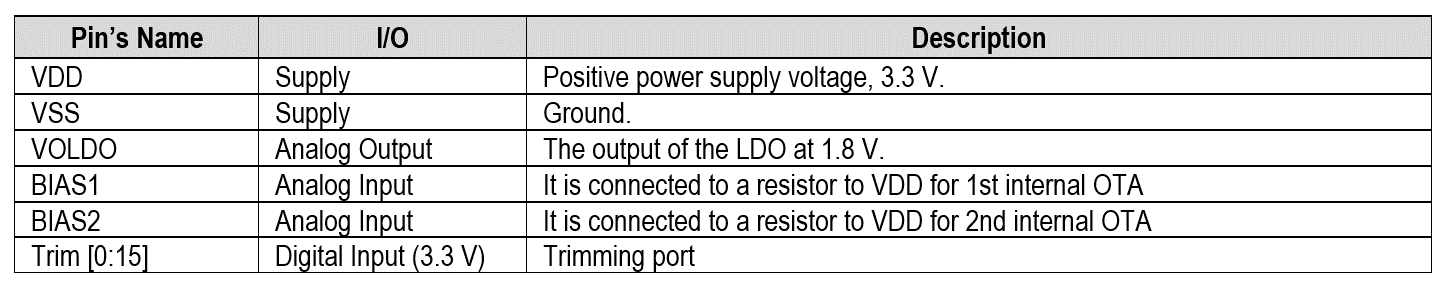 Pin’s Name I/O Description
VDD Supply Positive power supply voltage, 3.3 V.
VSS Supply Ground.
VOLDO Analog Output The output of the LDO at 1.8 V.
BIAS1 Analog Input It is connected to a resistor to VDD for 1st internal OTA
BIAS2 Analog Input It is connected to a resistor to VDD for 2nd internal OTA
Trim [0:15] Digital Input (3.3 V) Trimming port